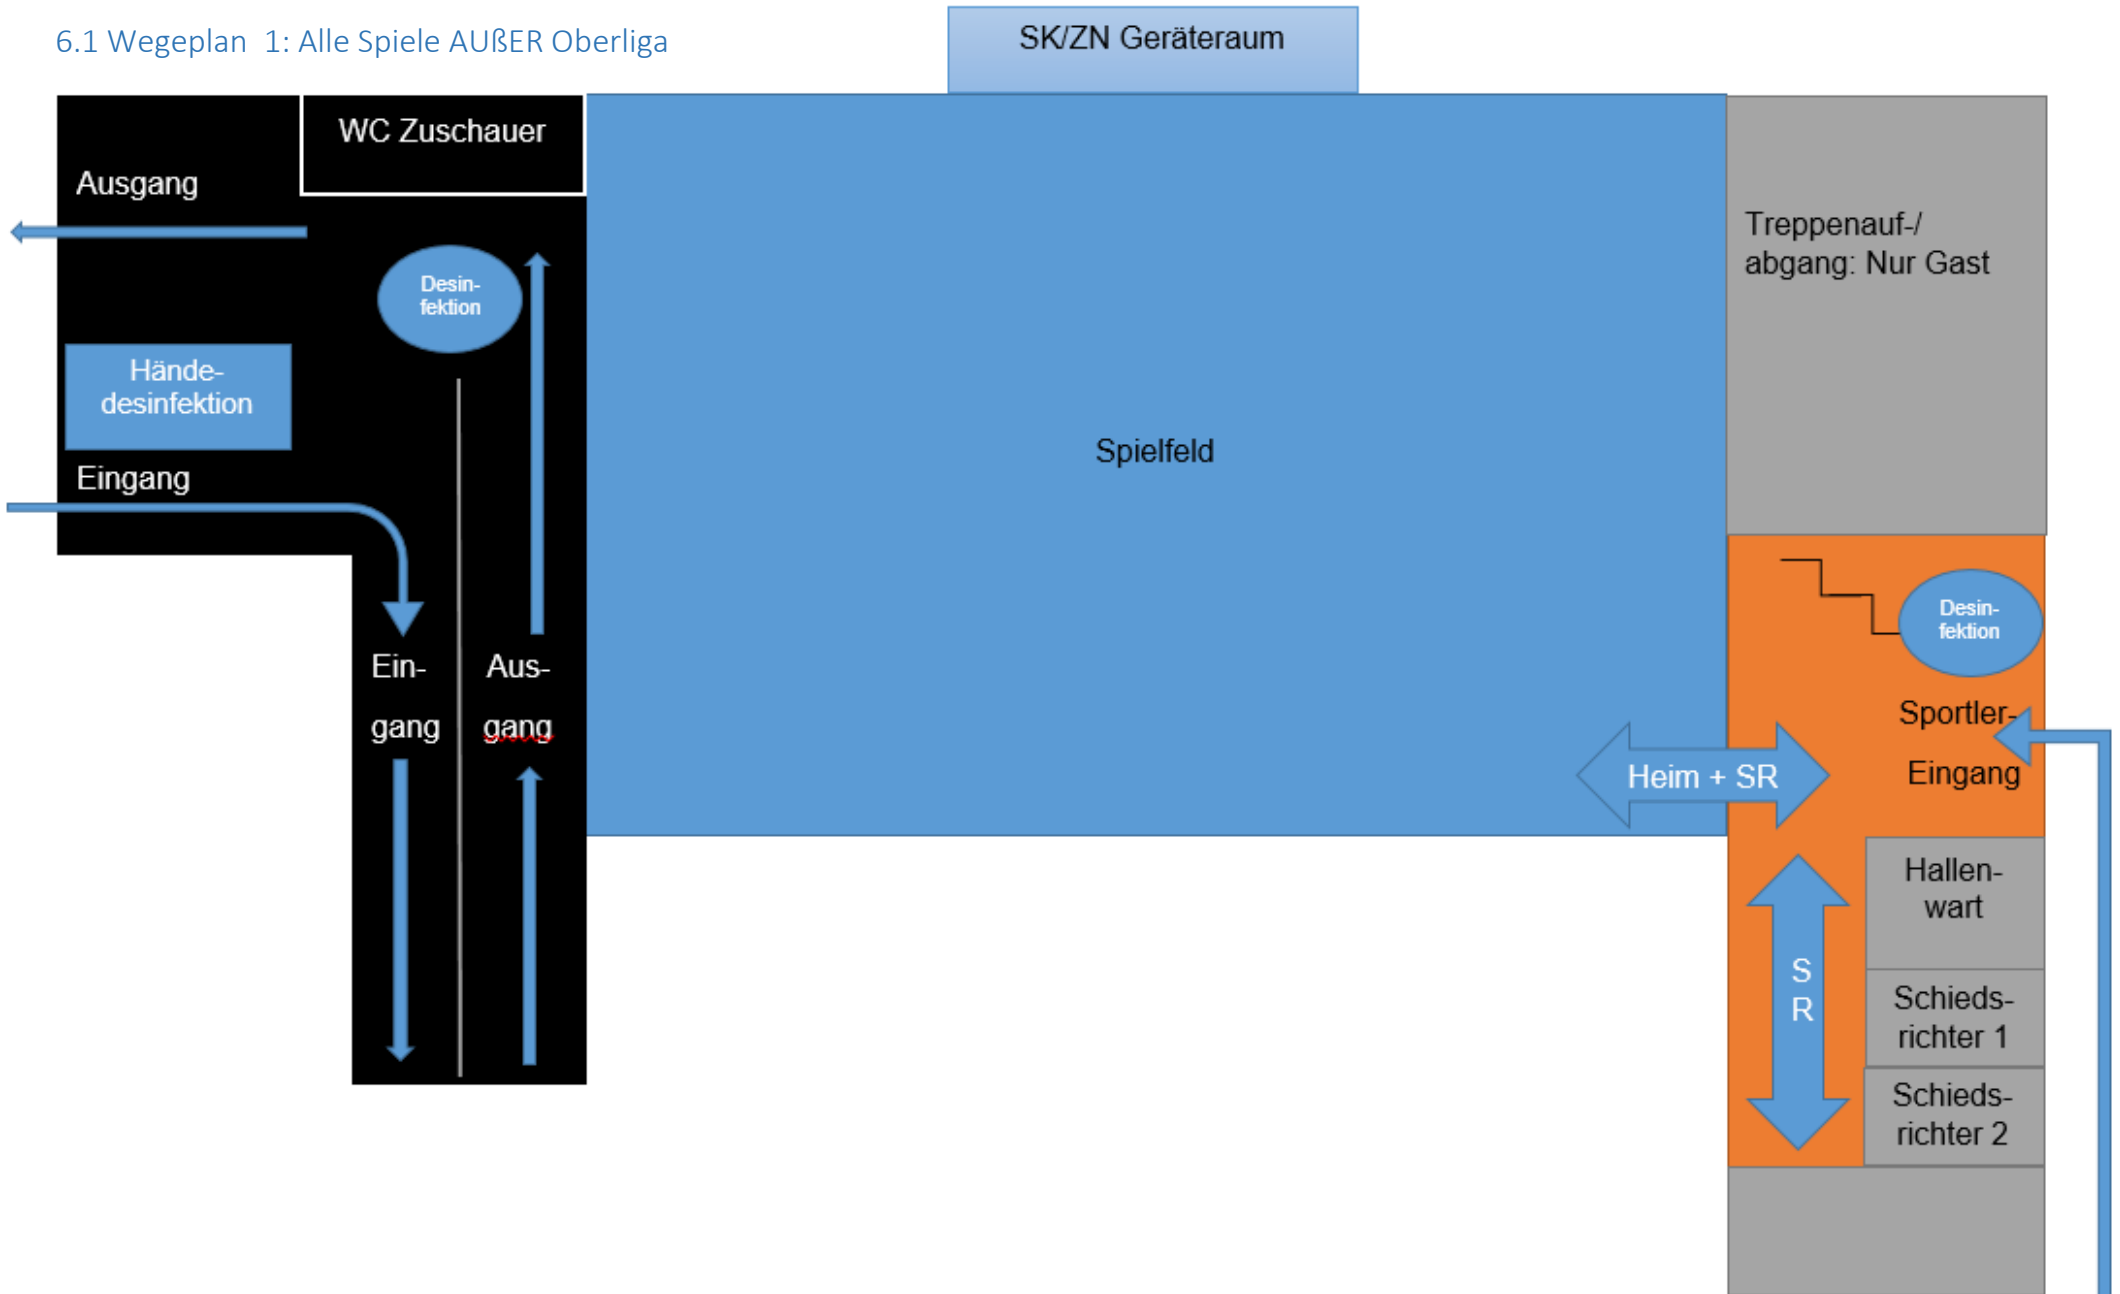 6.1 Wegeplan  1: Alle Spiele AUßER Oberliga
SK/ZN Geräteraum
WC Zuschauer
Ausgang
Desin-
fektion
Hände-
desinfektion
Eingang
Ein-
gang
Aus-
gang
Spielfeld
Treppenauf-/
abgang: Nur Gast
Desin-
fektion
Sportler-
Eingang
Heim + SR
Hallen-
wart
S
R
Schieds-
richter 1
Schieds-
richter 2